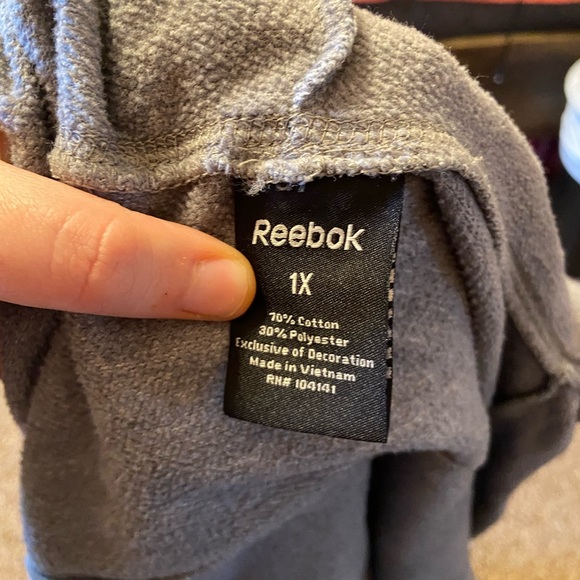 Reebok
1X
70% Cotton
30% Polyester
Exclusive of Decoration
Made in Vietnam
RN# 104141